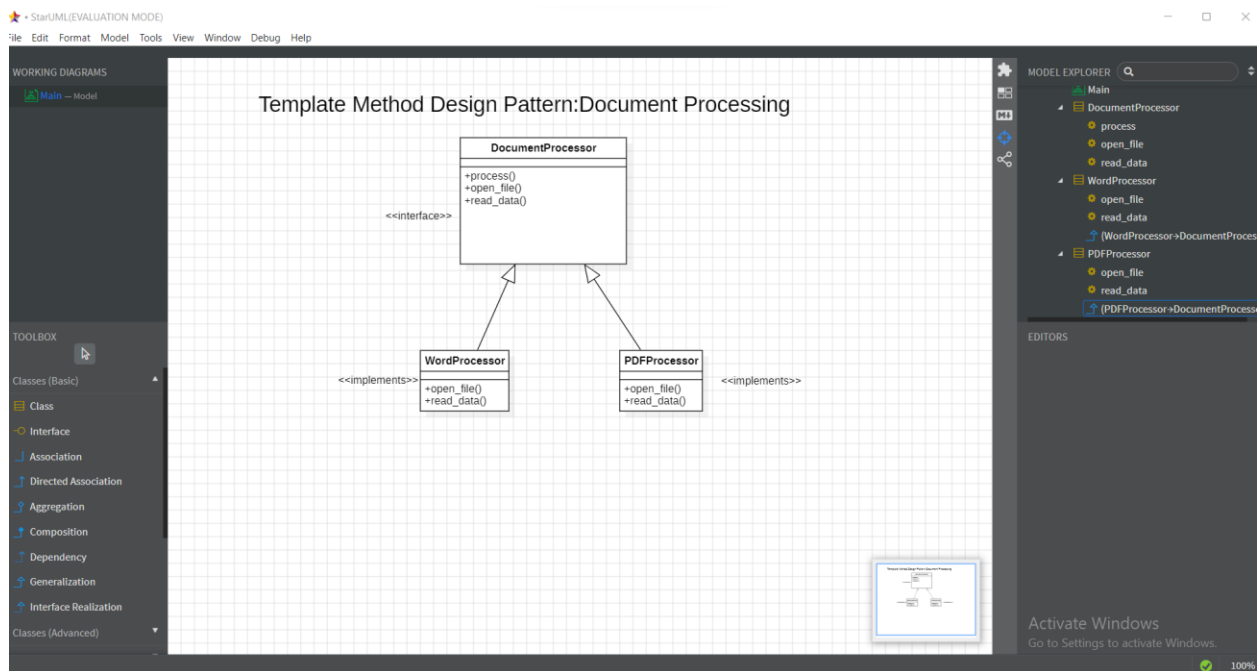 StarUML(EVALUATION MODE)
File Edit Format Model Tools View Window Debug Help
WORKING DIAGRAMS
Main — Model
TOOLBOX
Classes (Basic)
Class
Interface
Association
Directed Association
Aggregation
Composition
Dependency
Generalization
Interface Realization
Classes (Advanced)
Template Method Design Pattern:Document Processing
DocumentProcessor
+process()
+open_file()
+read_data()
<<interface>>
WordProcessor
+open_file()
+read_data()
<<implements>>
PDFProcessor
+open_file()
+read_data()
<<implements>>
MODEL EXPLORER
Main
DocumentProcessor
process
open_file
read_data
WordProcessor
open_file
read_data
(WordProcessor→DocumentProces
PDFProcessor
open_file
read_data
(PDFProcessor→DocumentProcess
EDITORS
Activate Windows
Go to Settings to activate Windows.
100%